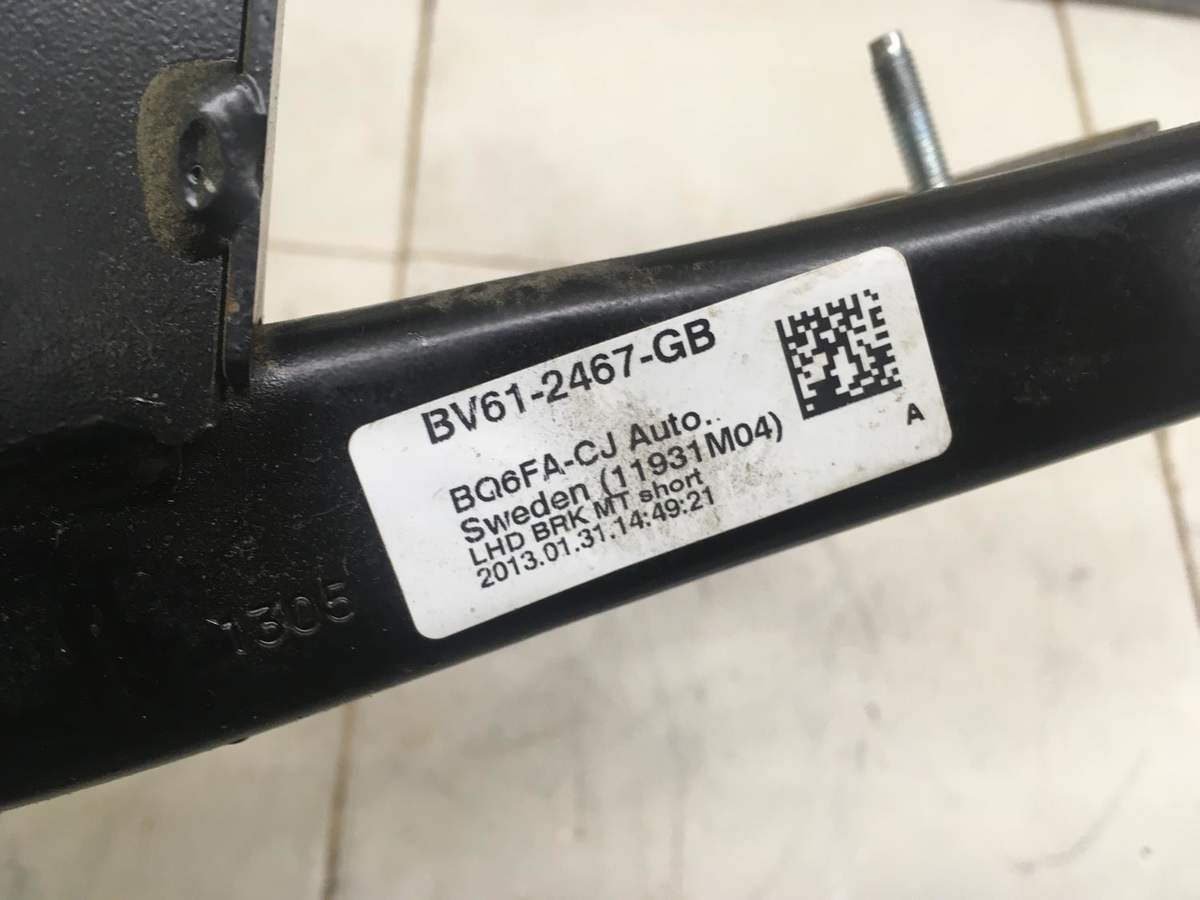 BV61-2467-GB
BQ6FA-CJ Auto..
Sweden (11931M04)
LHD BRK MT short
2013.01.31.14:49:21
A
1305